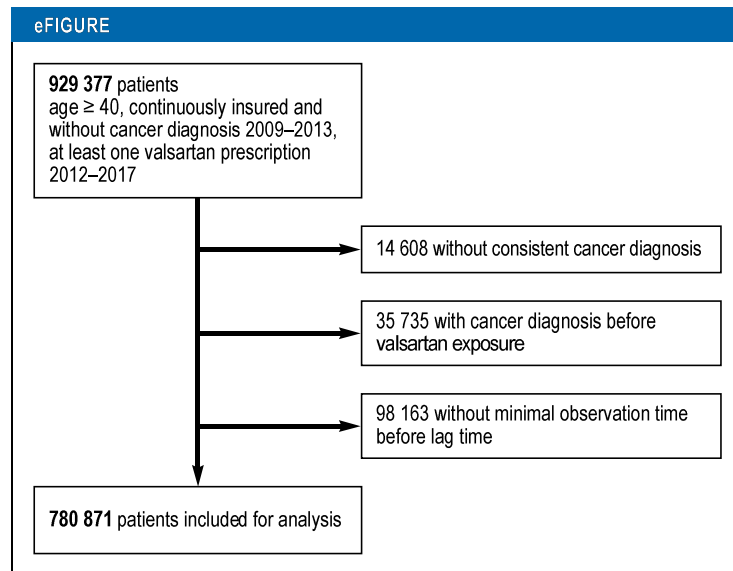 eFIGURE
929 377 patients
age ≥ 40, continuously insured and
without cancer diagnosis 2009–2013,
at least one valsartan prescription
2012–2017
14 608 without consistent cancer diagnosis
35 735 with cancer diagnosis before
valsartan exposure
98 163 without minimal observation time
before lag time
780 871 patients included for analysis